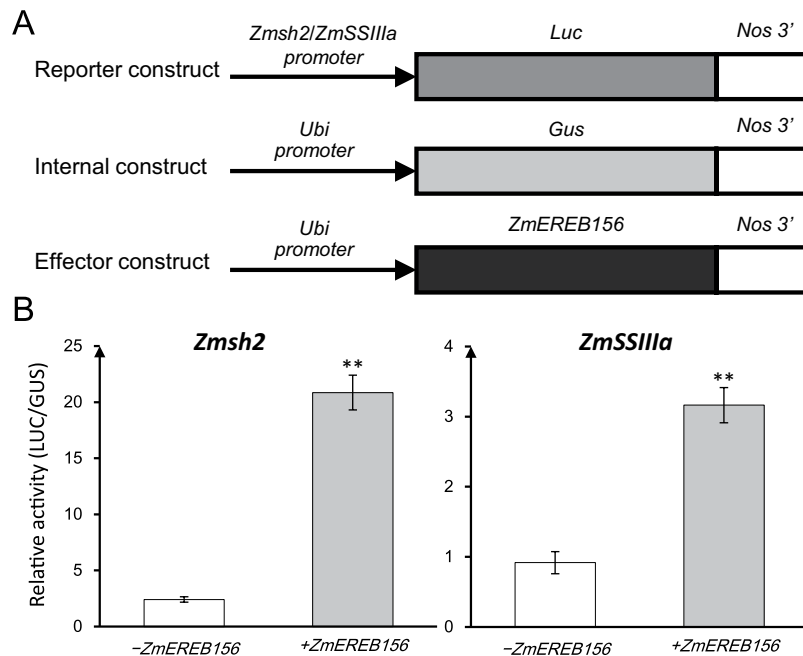 A
Zmsh2/ZmSSIIIa
promoter
Luc
Nos 3’
Reporter construct
Ubi
promoter
Gus
Nos 3’
Internal construct
Ubi
promoter
ZmEREB156
Nos 3’
Effector construct
B
Zmsh2
Relative activity (LUC/GUS)
25
20
15
10
5
0
**
−ZmEREB156
+ZmEREB156
ZmSSIIIa
4
3
2
1
0
**
−ZmEREB156
+ZmEREB156